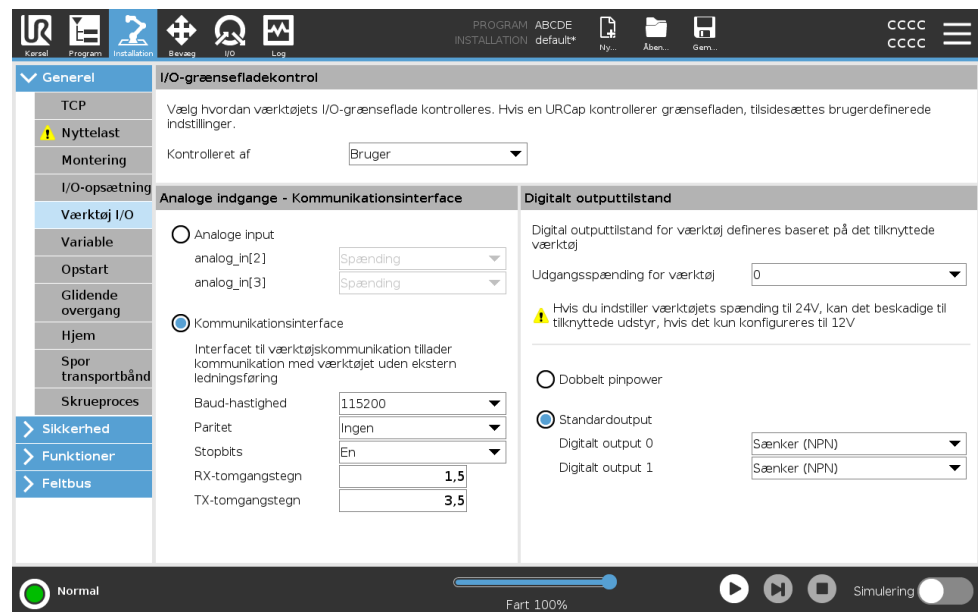 PROGRAM ABCDE
INSTALLATION default*
Kørsel
Program
Installation
Bevæg
I/O
Log
Ny...
Åben...
Gem...
CCCC
CCCC
Generel
TCP
Nyttelast
Montering
I/O-opsætning
Værktøj I/O
Variable
Opstart
Glidende
overgang
Hjem
Spor
transportbånd
Skrueproces
Sikkerhed
Funktioner
Feltbus
I/O-grænsefladekontrol
Vælg hvordan værktøjets I/O-grænseflade kontrolleres. Hvis en URCap kontrollerer grænsefladen, tilsidesættes brugerdefinerede
indstillinger.
Kontrolleret af Bruger
Analoge indgange - Kommunikationsinterface
Analoge input
analog_in[2] Spænding
analog_in[3] Spænding
Kommunikationsinterface
Interfacet til værktøjskommunikation tillader
kommunikation med værktøjet uden ekstern
ledningsføring
Baud-hastighed 115200
Paritet Ingen
Stopbits En
RX-tomgangstegn 1,5
TX-tomgangstegn 3,5
Digitalt outputtilstand
Digital outputtilstand for værktøj defineres baseret på det tilknyttede
værktøj
Udgangsspænding for værktøj 0
Hvis du indstiller værktøjets spænding til 24V, kan det beskadige til
tilknyttede udstyr, hvis det kun konfigureres til 12V
Dobbelt pinpower
Standardoutput
Digitalt output 0 Sænker (NPN)
Digitalt output 1 Sænker (NPN)
Normal
Fart 100%
Simulering